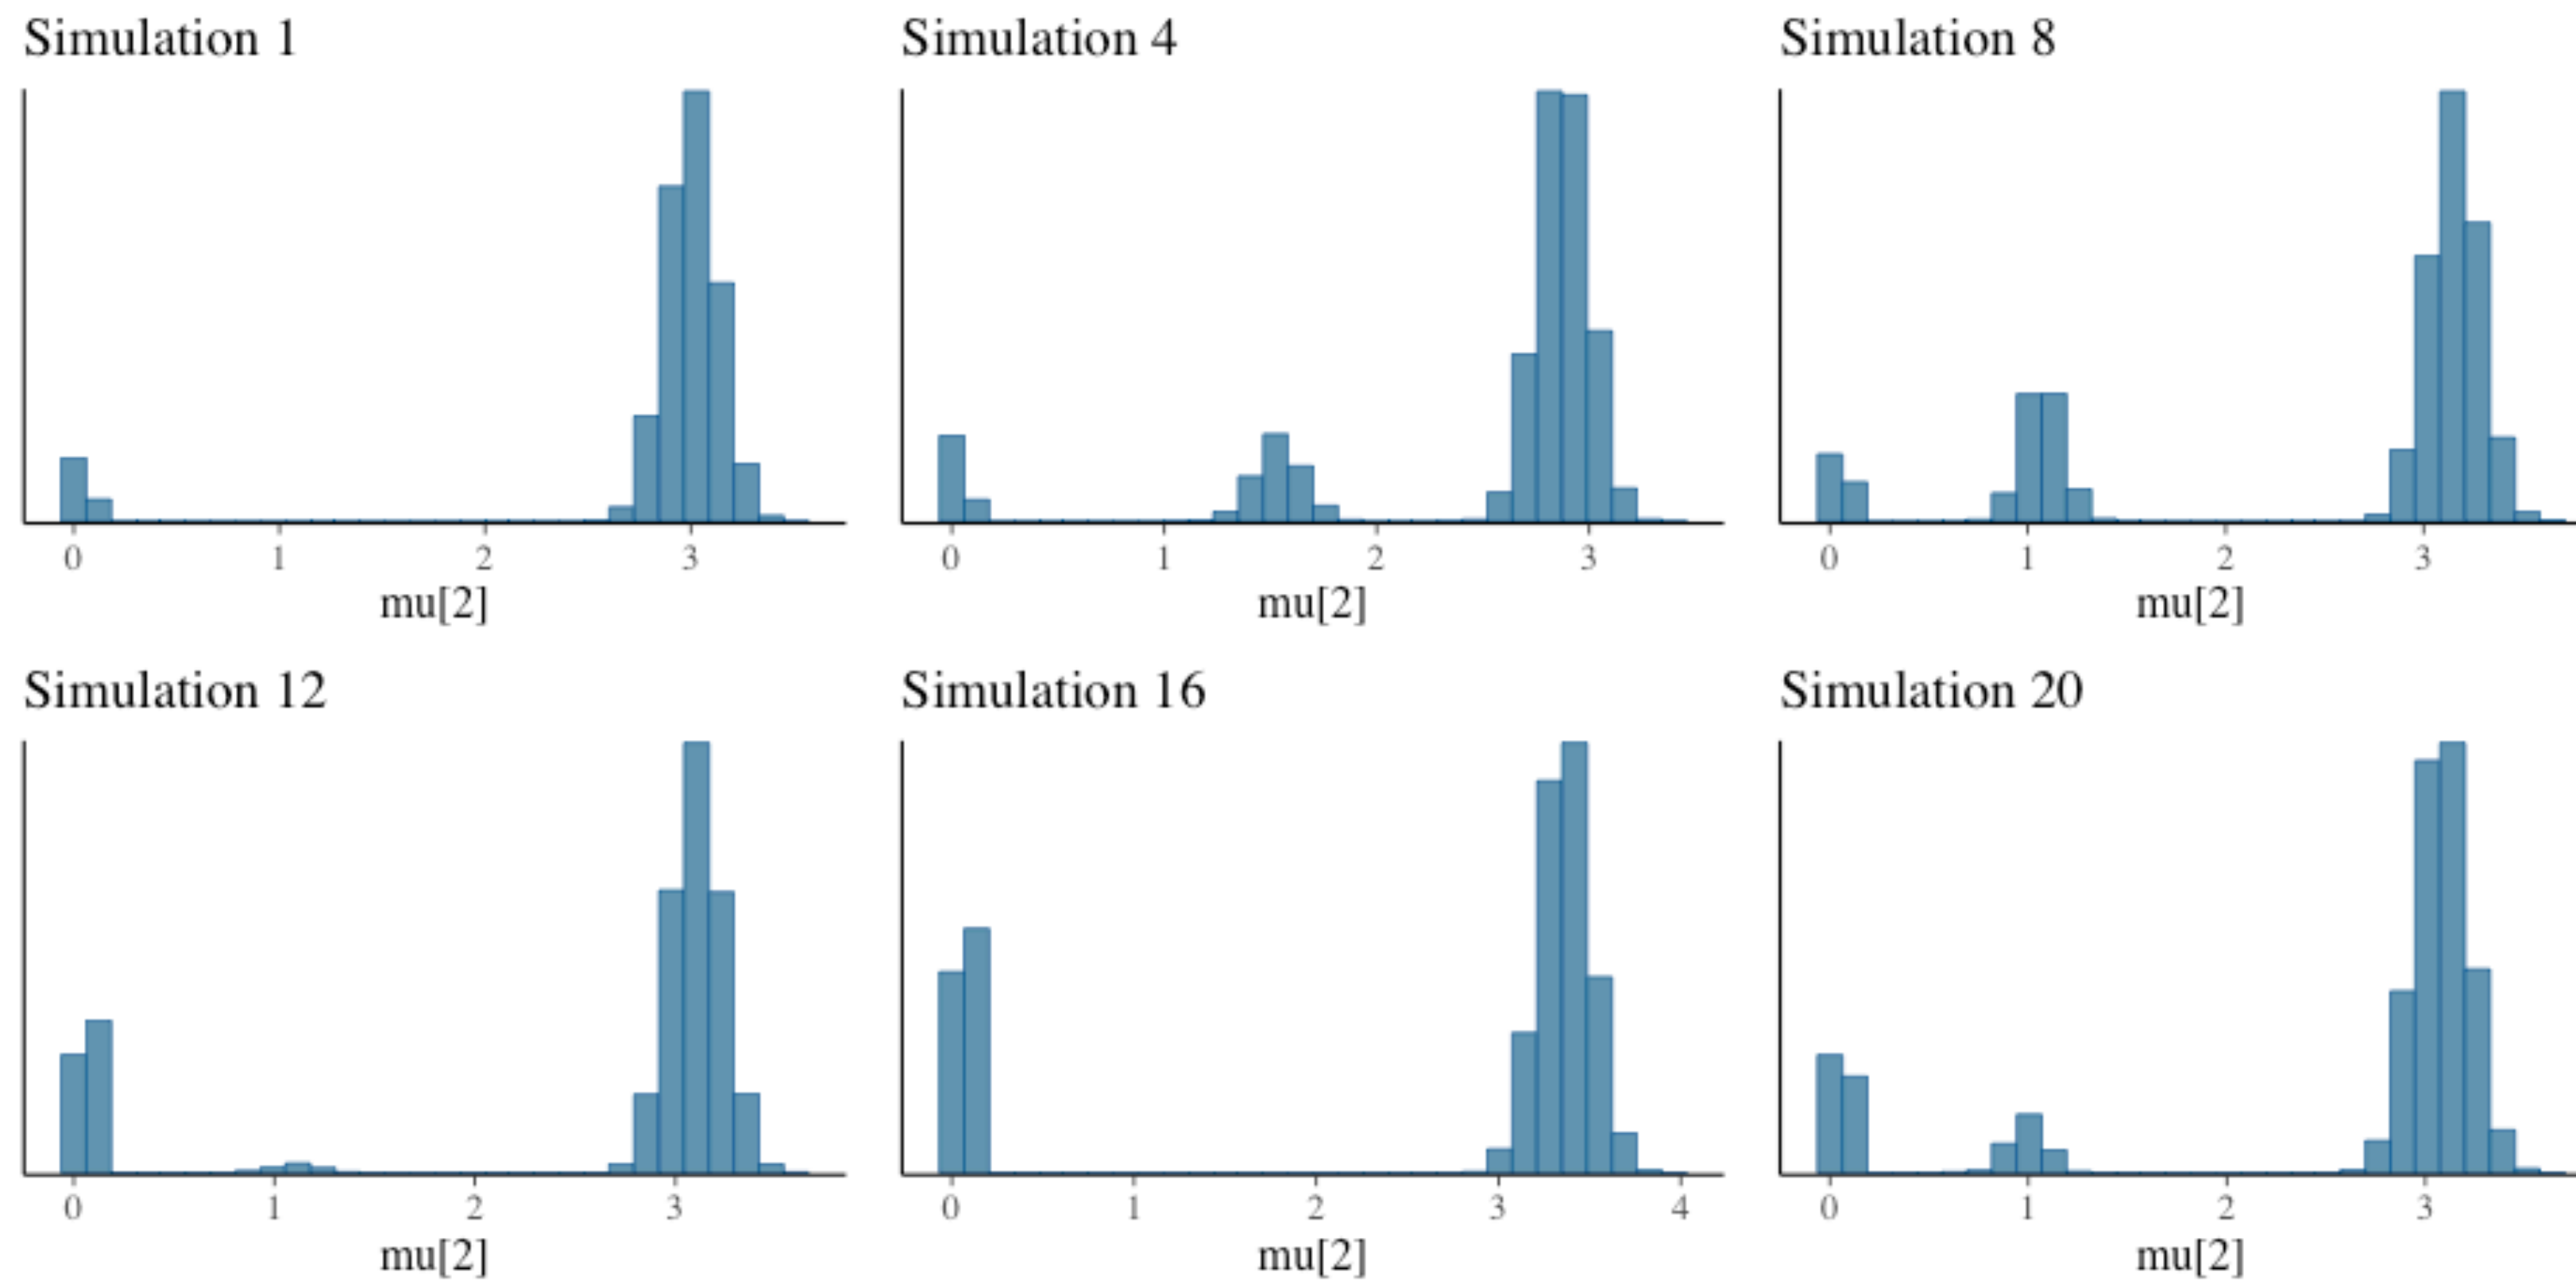 Simulation 1
Simulation 4
Simulation 8
0 1 2 3
0 1 2 3
0 1 2 3
mu[2]
mu[2]
mu[2]
Simulation 12
Simulation 16
Simulation 20
0 1 2 3
0 1 2 3 4
0 1 2 3
mu[2]
mu[2]
mu[2]